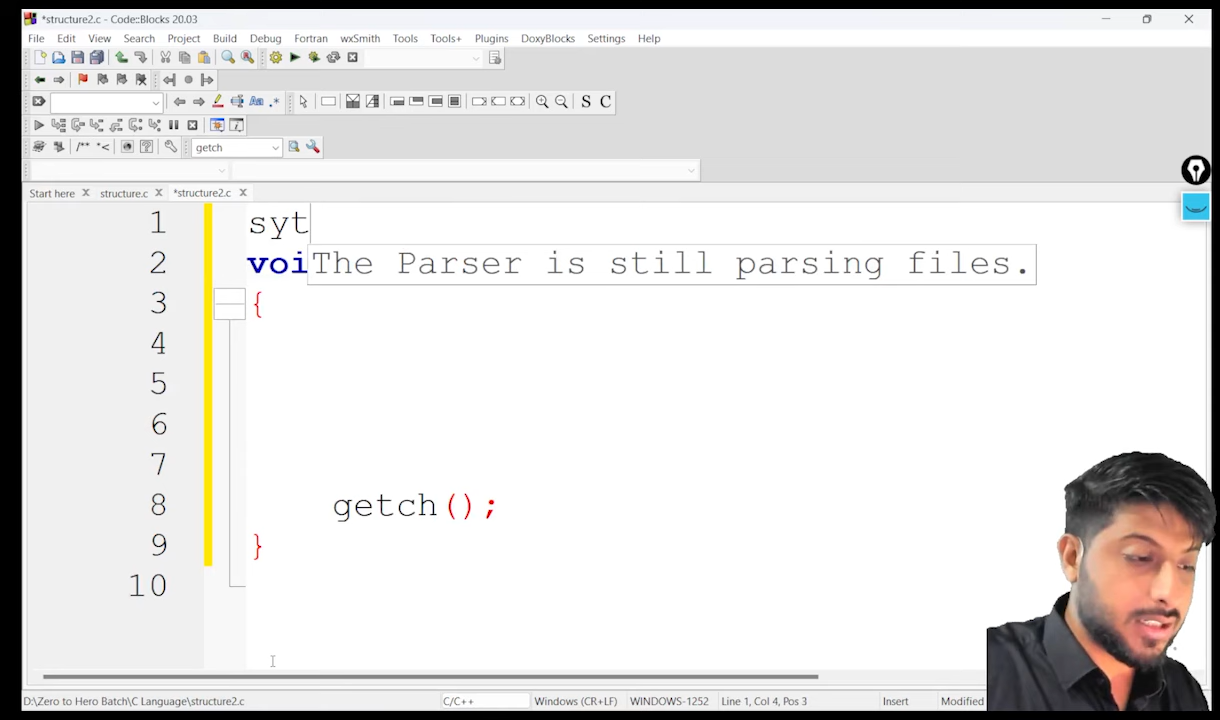 *structure2.c - Code::Blocks 20.03
File Edit View Search Project Build Debug Fortran wxSmith Tools Tools+ Plugins DoxyBlocks Settings Help
S C
/** *< getch
Start here structure.c *structure2.c
1 syt
2 voi The Parser is still parsing files.
3 {
4
5
6
7
8 getch();
9 }
10
D:\Zero to Hero Batch\C Language\structure2.c C/C++ Windows (CR+LF) WINDOWS-1252 Line 1, Col 4, Pos 3 Insert Modified